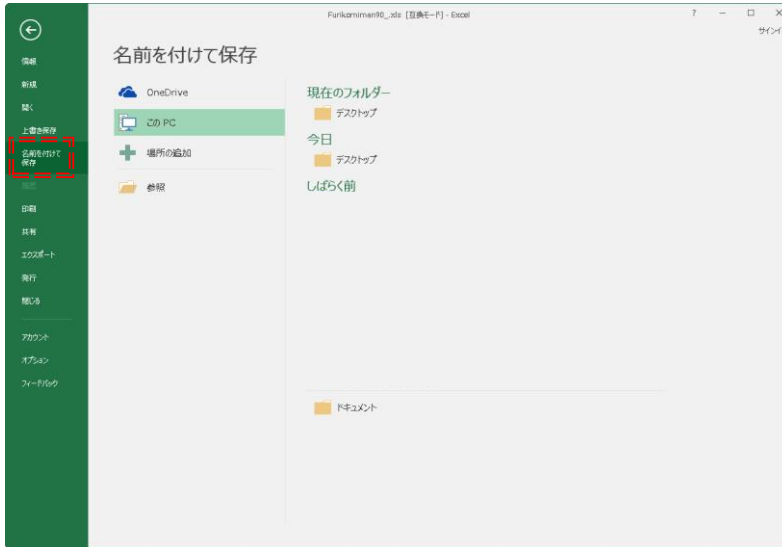 Furikomiman90_.xls [互換モード] - Excel
? － □ ×
サインイ
情報
新規
開く
上書き保存
名前を付けて
保存
履歴
印刷
共有
エクスポート
発行
閉じる
アカウント
オプション
フィードバック
名前を付けて保存
OneDrive
この PC
場所の追加
参照
現在のフォルダー
デスクトップ
今日
デスクトップ
しばらく前
ドキュメント